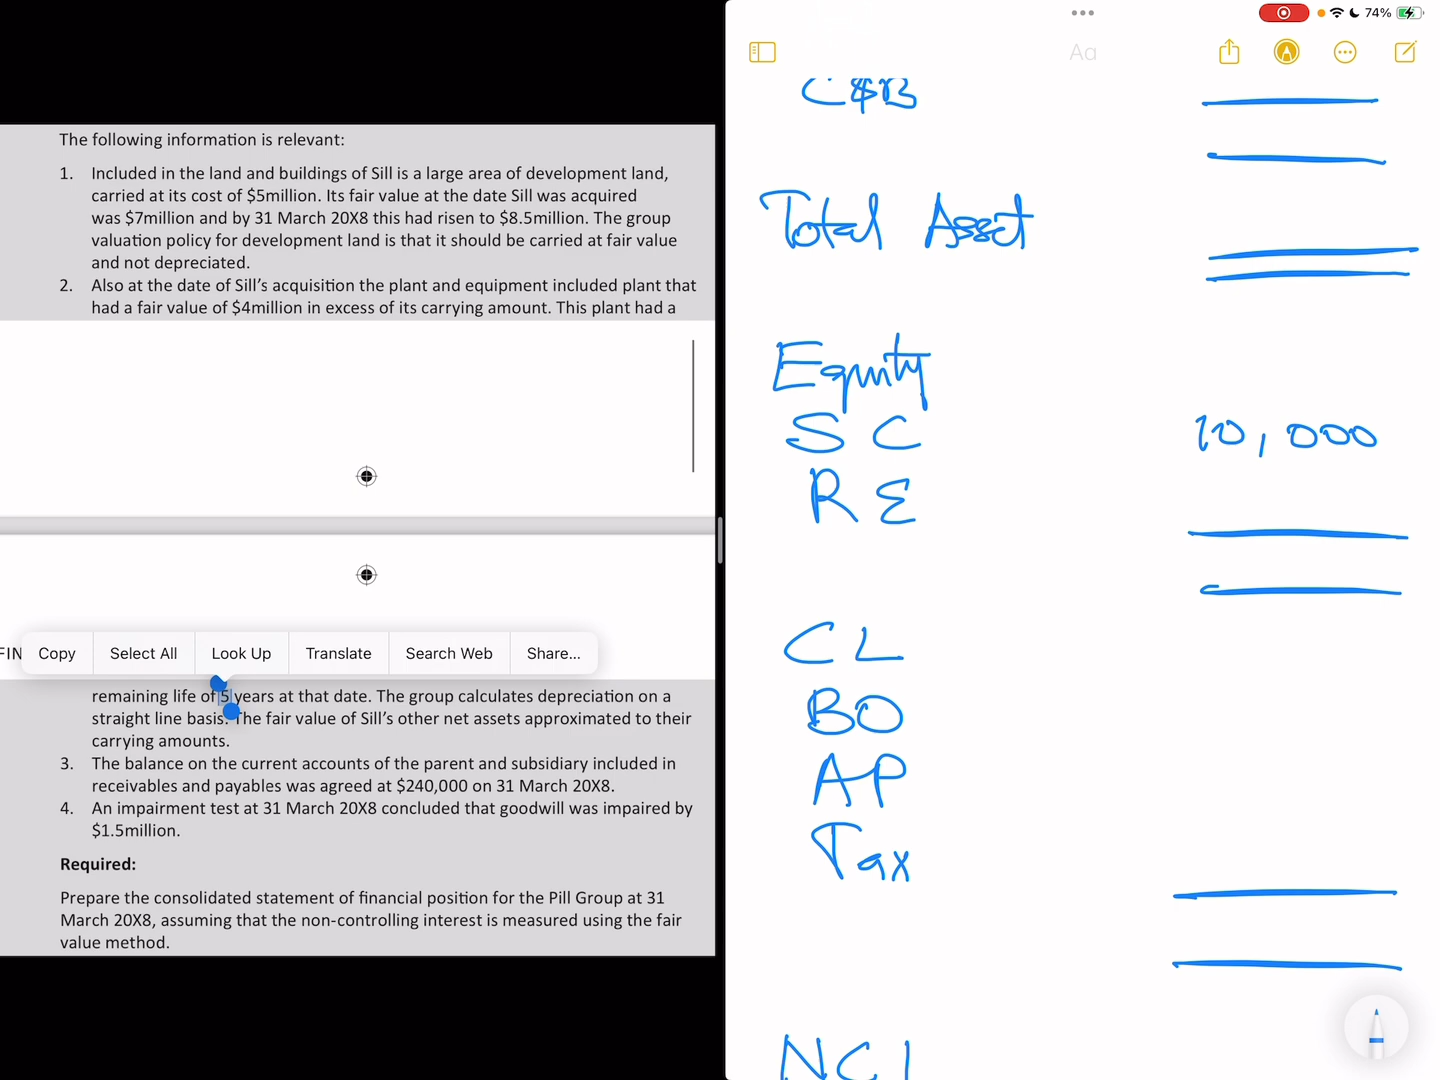 The following information is relevant:
1. Included in the land and buildings of Sill is a large area of development land,
carried at its cost of $5million. Its fair value at the date Sill was acquired
was $7million and by 31 March 20X8 this had risen to $8.5million. The group
valuation policy for development land is that it should be carried at fair value
and not depreciated.
2. Also at the date of Sill's acquisition the plant and equipment included plant that
had a fair value of $4million in excess of its carrying amount. This plant had a
FIN
Copy Select All Look Up Translate Search Web Share...
remaining life of 5 years at that date. The group calculates depreciation on a
straight line basis. The fair value of Sill's other net assets approximated to their
carrying amounts.
3. The balance on the current accounts of the parent and subsidiary included in
receivables and payables was agreed at $240,000 on 31 March 20X8.
4. An impairment test at 31 March 20X8 concluded that goodwill was impaired by
$1.5million.
Required:
Prepare the consolidated statement of financial position for the Pill Group at 31
March 20X8, assuming that the non-controlling interest is measured using the fair
value method.
74%
Aa
C$B
Total Asset
Equity
S C 10,000
R E
C L
BO
AP
Tax
NCI